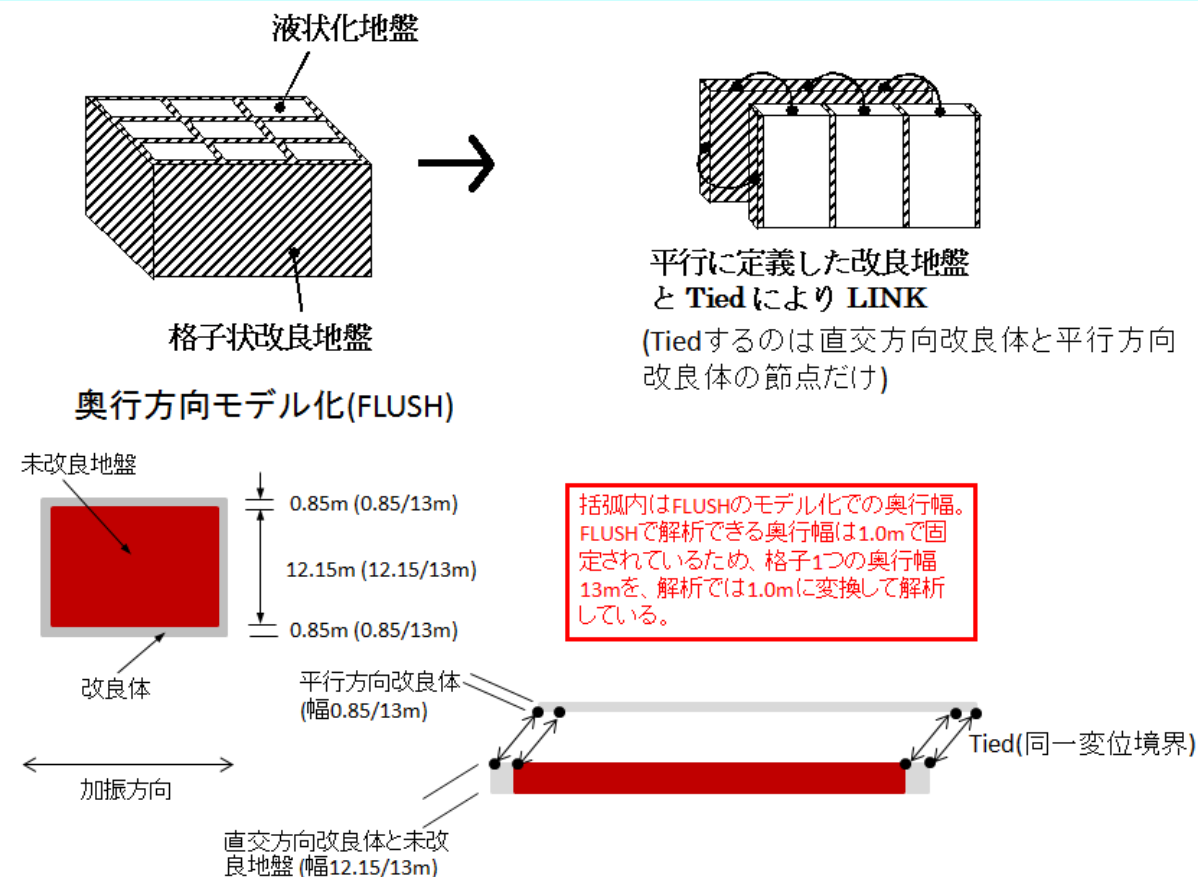 液状化地盤
格子状改良地盤
平行に定義した改良地盤
と Tied により LINK
(Tiedするのは直交方向改良体と平行方向
改良体の節点だけ)
奥行方向モデル化(FLUSH)
未改良地盤
0.85m (0.85/13m)
12.15m (12.15/13m)
0.85m (0.85/13m)
改良体
加振方向
括弧内はFLUSHのモデル化での奥行幅。
FLUSHで解析できる奥行幅は1.0mで固
定されているため、格子1つの奥行幅
13mを、解析では1.0mに変換して解析
している。
平行方向改良体
(幅0.85/13m)
Tied(同一変位境界)
直交方向改良体と未改
良地盤 (幅12.15/13m)